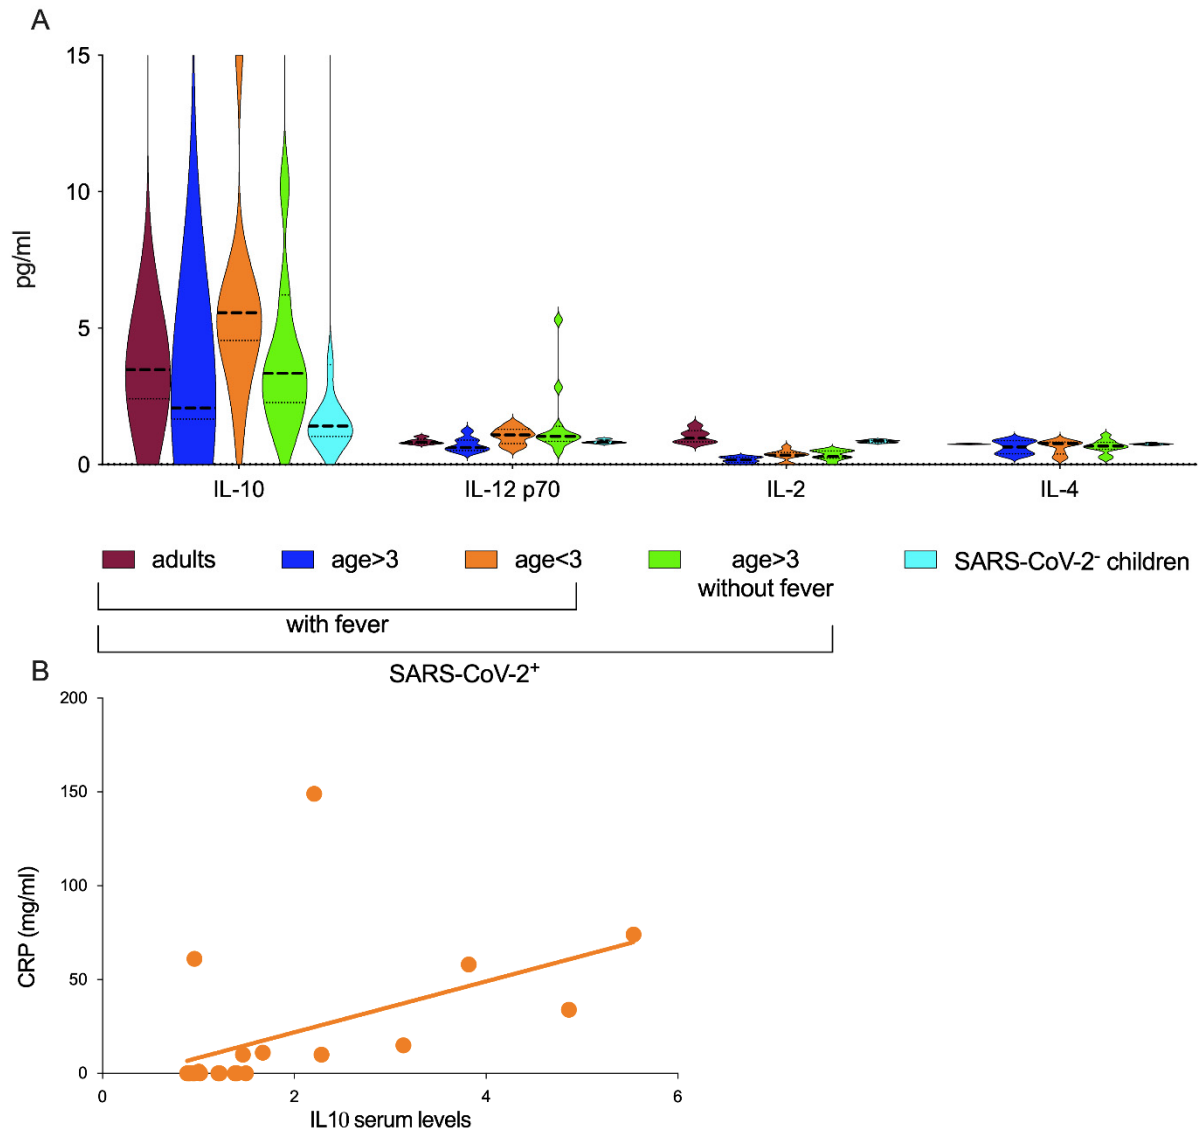 A
15
10
5
0
pg/ml
IL-10 IL-12 p70 IL-2 IL-4
adults age>3 age<3 age>3 SARS-CoV-2⁻ children
without fever
with fever
SARS-CoV-2⁺
B
200
150
100
50
0
CRP (mg/ml)
0 2 4 6
IL10 serum levels